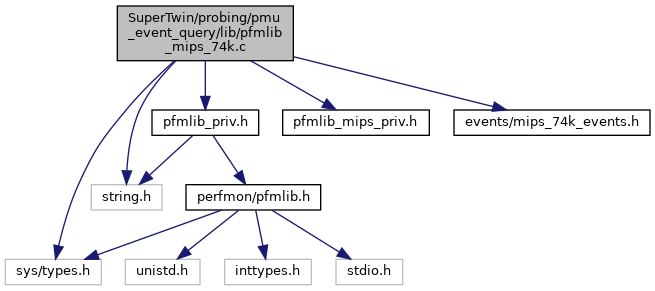 SuperTwin/probing/pmu
_event_query/lib/pfmlib
_mips_74k.c
pfmlib_priv.h
pfmlib_mips_priv.h
events/mips_74k_events.h
string.h
perfmon/pfmlib.h
sys/types.h
unistd.h
inttypes.h
stdio.h